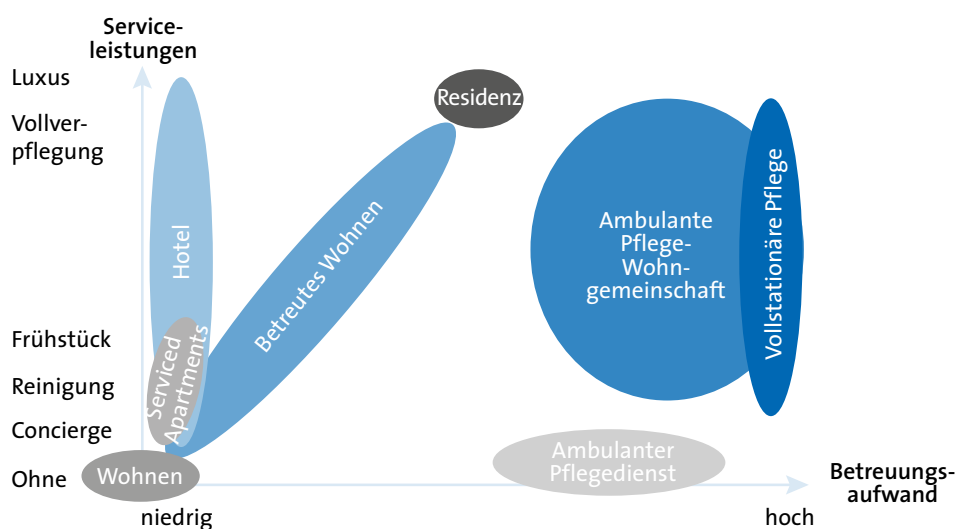 Service-
leistungen
Luxus
Vollver-
pflegung
Frühstück
Reinigung
Concierge
Ohne
Residenz
Hotel
Betreutes Wohnen
Serviced
Apartments
Wohnen
Ambulante
Pflege-
Wohn-
gemeinschaft
Vollstationäre Pflege
Ambulanter
Pflegedienst
Betreuungs-
aufwand
niedrig
hoch